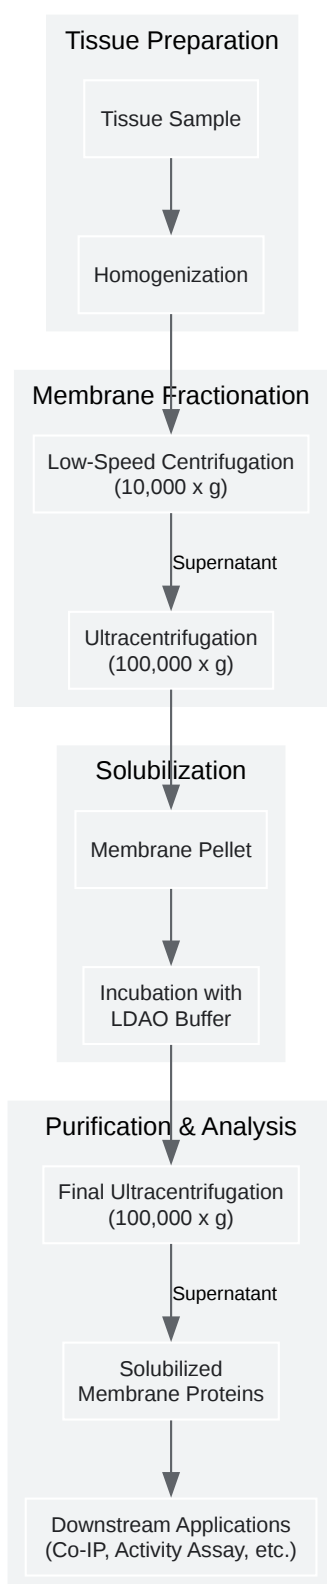 Tissue Preparation
Tissue Sample
Homogenization
Membrane Fractionation
Low-Speed Centrifugation
(10,000 x g)
Supernatant
Ultracentrifugation
(100,000 x g)
Solubilization
Membrane Pellet
Incubation with
LDAO Buffer
Purification & Analysis
Final Ultracentrifugation
(100,000 x g)
Supernatant
Solubilized
Membrane Proteins
Downstream Applications
(Co-IP, Activity Assay, etc.)